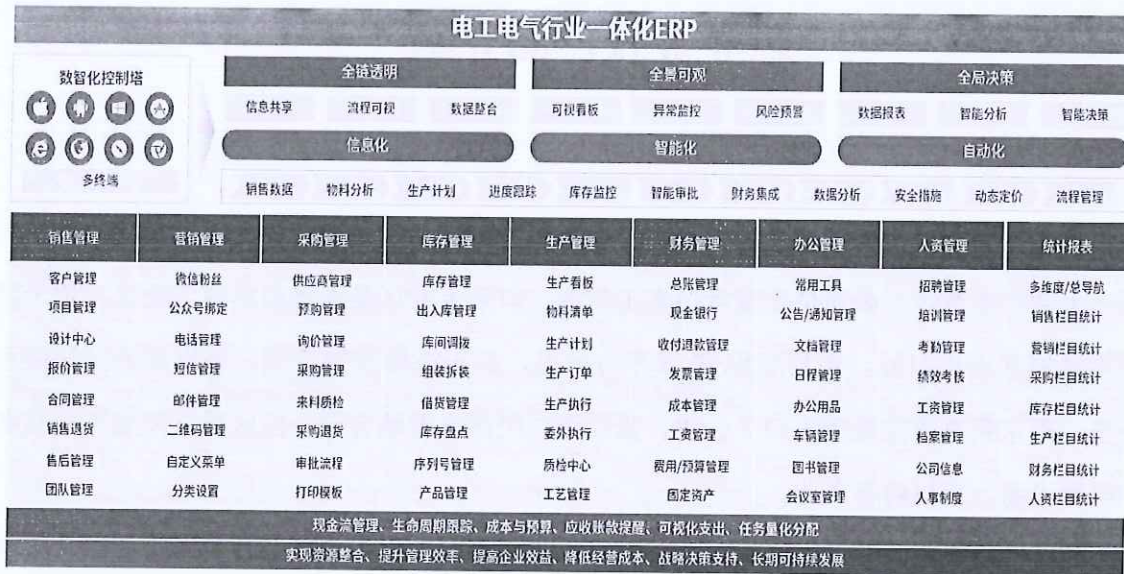 电工电气行业一体化ERP
数智化控制塔
多终端
全链透明 全景可观 全局决策
信息共享 流程可视 数据整合 可视看板 异常监控 风险预警 数据报表 智能分析 智能决策
信息化 智能化 自动化
销售数据 物料分析 生产计划 进度跟踪 库存监控 智能审批 财务集成 数据分析 安全措施 动态定价 流程管理
销售管理 营销管理 采购管理 库存管理 生产管理 财务管理 办公管理 人资管理 统计报表
客户管理 微信粉丝 供应商管理 库存管理 生产看板 总账管理 常用工具 招聘管理 多维度/总导航
项目管理 公众号绑定 预购管理 出入库管理 物料清单 现金银行 公告/通知管理 培训管理 销售栏目统计
设计中心 电话管理 询价管理 库间调拨 生产计划 收付退款管理 文档管理 考勤管理 营销栏目统计
报价管理 短信管理 采购管理 组装拆装 生产订单 发票管理 日程管理 绩效考核 采购栏目统计
合同管理 邮件管理 来料质检 借货管理 生产执行 成本管理 办公用品 工资管理 库存栏目统计
销售退货 二维码管理 采购退货 库存盘点 委外执行 工资管理 车辆管理 档案管理 生产栏目统计
售后管理 自定义菜单 审批流程 序列号管理 质检中心 费用/预算管理 图书管理 公司信息 财务栏目统计
团队管理 分类设置 打印模板 产品管理 工艺管理 固定资产 会议室管理 人事制度 人资栏目统计
现金流管理、生命周期跟踪、成本与预算、应收账款提醒、可视化支出、任务量化分配
实现资源整合、提升管理效率、提高企业效益、降低经营成本、战略决策支持、长期可持续发展